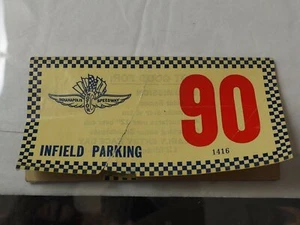 INDIANAPOLIS SPEEDWAY
90
INFIELD PARKING
1416